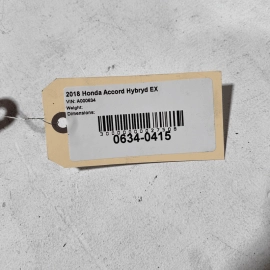 2016 Honda Accord Hybryd EX
VIN: A000634
Weight:
Dimensions:
0634-0415